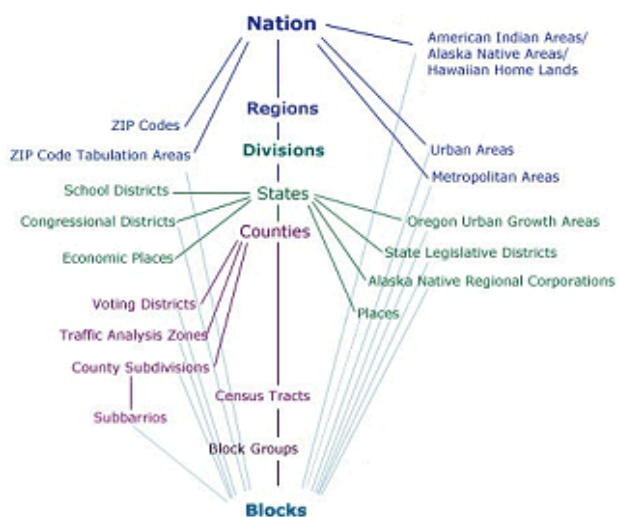 Nation
American Indian Areas/
Alaska Native Areas/
Hawaiian Home Lands
Regions
ZIP Codes
Divisions
Urban Areas
ZIP Code Tabulation Areas
Metropolitan Areas
School Districts
States
Congressional Districts
Oregon Urban Growth Areas
Counties
State Legislative Districts
Economic Places
Alaska Native Regional Corporations
Voting Districts
Places
Traffic Analysis Zones
County Subdivisions
Census Tracts
Subbarrios
Block Groups
Blocks